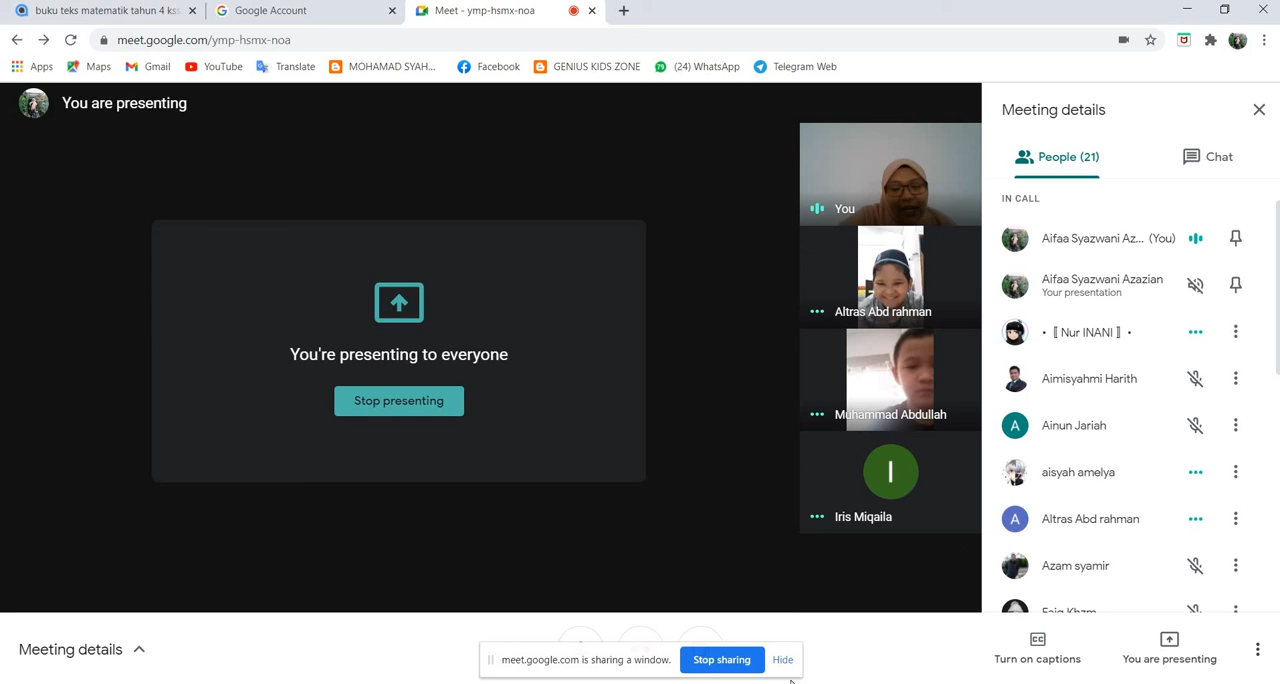 buku teks matematik tahun 4 kss
Google Account
Meet - ymp-hsmx-noa
meet.google.com/ymp-hsmx-noa
Apps
Maps
Gmail
YouTube
Translate
MOHAMAD SYAH...
Facebook
GENIUS KIDS ZONE
(24) WhatsApp
Telegram Web
You are presenting
You're presenting to everyone
Stop presenting
You
Altras Abd rahman
Muhammad Abdullah
I
Iris Miqaila
Meeting details
People (21)
Chat
IN CALL
Aifaa Syazwani Az... (You)
Aifaa Syazwani Azazian
Your presentation
•〖 Nur INANI 〗•
Aimisyahmi Harith
A
Ainun Jariah
aisyah amelya
A
Altras Abd rahman
Azam syamir
Faiq Khzm
Meeting details
meet.google.com is sharing a window.
Stop sharing
Hide
Turn on captions
You are presenting